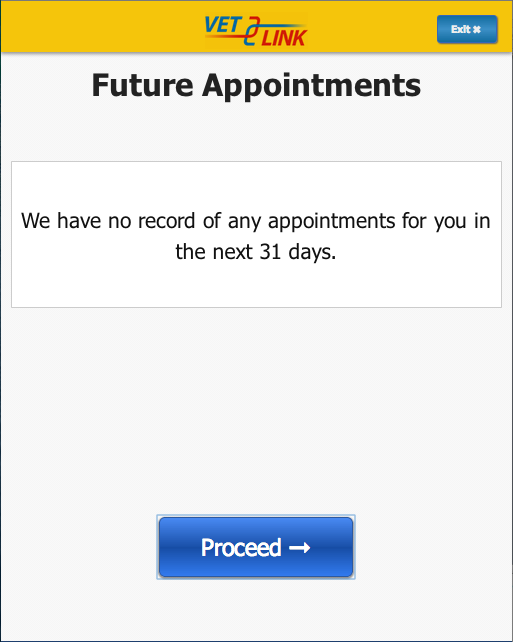 VET LINK
Exit ✖
Future Appointments
We have no record of any appointments for you in
the next 31 days.
Proceed ➞